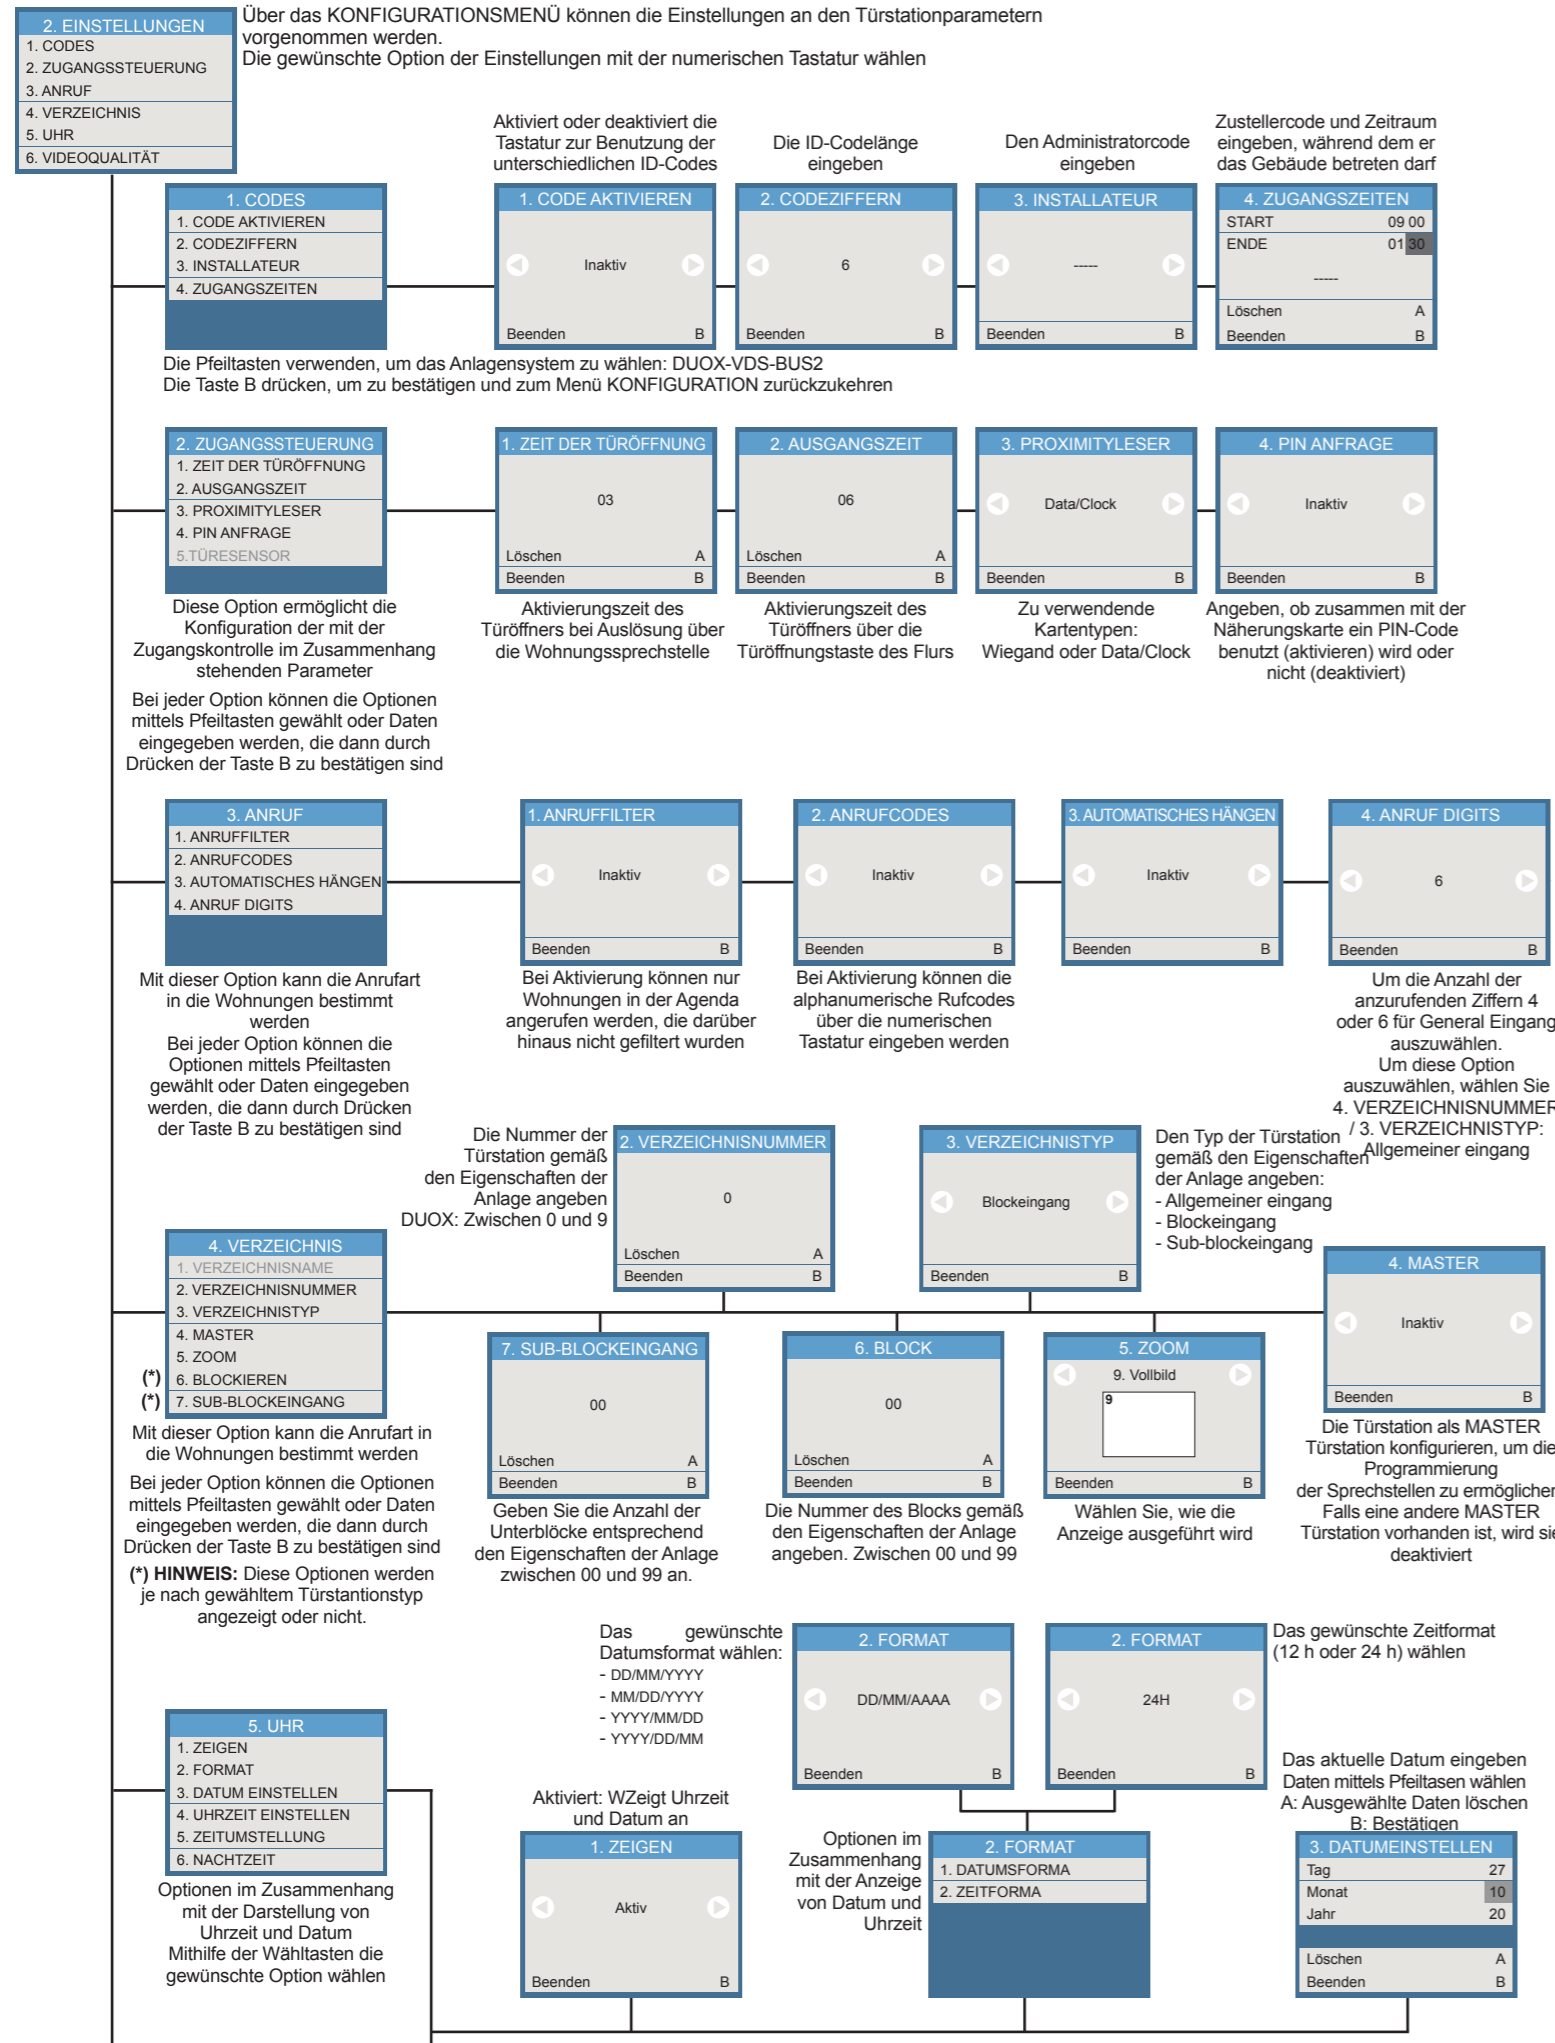 2. EINSTELLUNGEN
1. CODES
2. ZUGANGSSTEUERUNG
3. ANRUF
4. VERZEICHNIS
5. UHR
6. VIDEOQUALITÄT
Über das KONFIGURATIONSMENÜ können die Einstellungen an den Türstationparametern
vorgenommen werden.
Die gewünschte Option der Einstellungen mit der numerischen Tastatur wählen
1. CODES
1. CODE AKTIVIEREN
2. CODEZIFFERN
3. INSTALLATEUR
4. ZUGANGSZEITEN
Aktiviert oder deaktiviert die
Tastatur zur Benutzung der
unterschiedlichen ID-Codes
1. CODE AKTIVIEREN
Inaktiv
Beenden B
Die ID-Codelänge
eingeben
2. CODEZIFFERN
6
Beenden B
Den Administratorcode
eingeben
3. INSTALLATEUR
-----
Beenden B
Zustellercode und Zeitraum
eingeben, während dem er
das Gebäude betreten darf
4. ZUGANGSZEITEN
START 09 00
ENDE 01 30
-----
Löschen A
Beenden B
Die Pfeiltasten verwenden, um das Anlagensystem zu wählen: DUOX-VDS-BUS2
Die Taste B drücken, um zu bestätigen und zum Menü KONFIGURATION zurückzukehren
2. ZUGANGSSTEUERUNG
1. ZEIT DER TÜRÖFFNUNG
2. AUSGANGSZEIT
3. PROXIMITYLESER
4. PIN ANFRAGE
5.TÜRESENSOR
Diese Option ermöglicht die
Konfiguration der mit der
Zugangskontrolle im Zusammenhang
stehenden Parameter
Bei jeder Option können die Optionen
mittels Pfeiltasten gewählt oder Daten
eingegeben werden, die dann durch
Drücken der Taste B zu bestätigen sind
1. ZEIT DER TÜRÖFFNUNG
03
Löschen A
Beenden B
Aktivierungszeit des
Türöffners bei Auslösung über
die Wohnungssprechstelle
2. AUSGANGSZEIT
06
Löschen A
Beenden B
Aktivierungszeit des
Türöffners über die
Türöffnungstaste des Flurs
3. PROXIMITYLESER
Data/Clock
Beenden B
Zu verwendende
Kartentypen:
Wiegand oder Data/Clock
4. PIN ANFRAGE
Inaktiv
Beenden B
Angeben, ob zusammen mit der
Näherungskarte ein PIN-Code
benutzt (aktivieren) wird oder
nicht (deaktiviert)
3. ANRUF
1. ANRUFFILTER
2. ANRUFCODES
3. AUTOMATISCHES HÄNGEN
4. ANRUF DIGITS
Mit dieser Option kann die Anrufart
in die Wohnungen bestimmt
werden
Bei jeder Option können die
Optionen mittels Pfeiltasten
gewählt oder Daten eingegeben
werden, die dann durch Drücken
der Taste B zu bestätigen sind
1. ANRUFFILTER
Inaktiv
Beenden B
Bei Aktivierung können nur
Wohnungen in der Agenda
angerufen werden, die darüber
hinaus nicht gefiltert wurden
2. ANRUFCODES
Inaktiv
Beenden B
Bei Aktivierung können die
alphanumerische Rufcodes
über die numerischen
Tastatur eingeben werden
3. AUTOMATISCHES HÄNGEN
Inaktiv
Beenden B
4. ANRUF DIGITS
6
Beenden B
Um die Anzahl der
anzurufenden Ziffern 4
oder 6 für General Eingang
auszuwählen.
Um diese Option
auszuwählen, wählen Sie
4. VERZEICHNISNUMMER
/ 3. VERZEICHNISTYP:
Allgemeiner eingang
4. VERZEICHNIS
1. VERZEICHNISNAME
2. VERZEICHNISNUMMER
3. VERZEICHNISTYP
4. MASTER
5. ZOOM
(*) 6. BLOCKIEREN
(*) 7. SUB-BLOCKEINGANG
Mit dieser Option kann die Anrufart in
die Wohnungen bestimmt werden
Bei jeder Option können die Optionen
mittels Pfeiltasten gewählt oder Daten
eingegeben werden, die dann durch
Drücken der Taste B zu bestätigen sind
(*) HINWEIS: Diese Optionen werden
je nach gewähltem Türstantionstyp
angezeigt oder nicht.
Die Nummer der
Türstation gemäß
den Eigenschaften der
Anlage angeben
DUOX: Zwischen 0 und 9
2. VERZEICHNISNUMMER
0
Löschen A
Beenden B
3. VERZEICHNISTYP
Blockeingang
Beenden B
Den Typ der Türstation
gemäß den Eigenschaften
der Anlage angeben:
- Allgemeiner eingang
- Blockeingang
- Sub-blockeingang
4. MASTER
Inaktiv
Beenden B
Die Türstation als MASTER
Türstation konfigurieren, um die
Programmierung
der Sprechstellen zu ermöglichen
Falls eine andere MASTER
Türstation vorhanden ist, wird sie
deaktiviert
7. SUB-BLOCKEINGANG
00
Löschen A
Beenden B
Geben Sie die Anzahl der
Unterblöcke entsprechend
den Eigenschaften der Anlage
zwischen 00 und 99 an.
6. BLOCK
00
Löschen A
Beenden B
Die Nummer des Blocks gemäß
den Eigenschaften der Anlage
angeben. Zwischen 00 und 99
5. ZOOM
9. Vollbild
9
Beenden B
Wählen Sie, wie die
Anzeige ausgeführt wird
5. UHR
1. ZEIGEN
2. FORMAT
3. DATUM EINSTELLEN
4. UHRZEIT EINSTELLEN
5. ZEITUMSTELLUNG
6. NACHTZEIT
Optionen im Zusammenhang
mit der Darstellung von
Uhrzeit und Datum
Mithilfe der Wähltasten die
gewünschte Option wählen
Das gewünschte
Datumsformat wählen:
- DD/MM/YYYY
- MM/DD/YYYY
- YYYY/MM/DD
- YYYY/DD/MM
2. FORMAT
DD/MM/AAAA
Beenden B
2. FORMAT
24H
Beenden B
Das gewünschte Zeitformat
(12 h oder 24 h) wählen
Aktiviert: WZeigt Uhrzeit
und Datum an
1. ZEIGEN
Aktiv
Beenden B
Optionen im
Zusammenhang
mit der Anzeige
von Datum und
Uhrzeit
2. FORMAT
1. DATUMSFORMA
2. ZEITFORMA
Das aktuelle Datum eingeben
Daten mittels Pfeiltasen wählen
A: Ausgewählte Daten löschen
B: Bestätigen
3. DATUMEINSTELLEN
Tag 27
Monat 10
Jahr 20
Löschen A
Beenden B